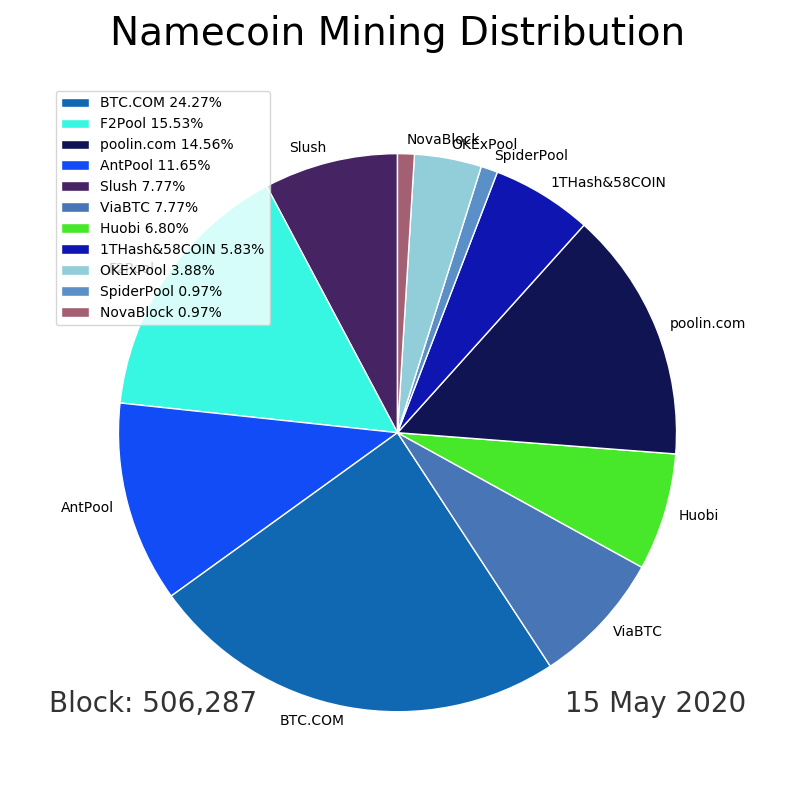 Namecoin Mining Distribution
BTC.COM 24.27%
F2Pool 15.53%
poolin.com 14.56%
AntPool 11.65%
Slush 7.77%
ViaBTC 7.77%
Huobi 6.80%
1THash&58COIN 5.83%
OKExPool 3.88%
SpiderPool 0.97%
NovaBlock 0.97%
Slush
NovaBlock
OKExPool
SpiderPool
1THash&58COIN
poolin.com
Huobi
ViaBTC
BTC.COM
AntPool
Block: 506,287
15 May 2020